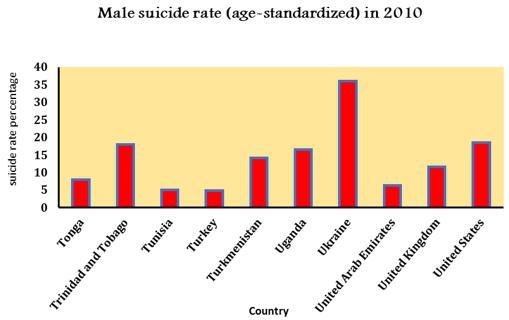 Male suicide rate (age-standardized) in 2010
suicide rate percentage
40
35
30
25
20
15
10
5
0
Tonga
Trinidad and Tobago
Tunisia
Turkey
Turkmenistan
Uganda
Ukraine
United Arab Emirates
United Kingdom
United States
Country